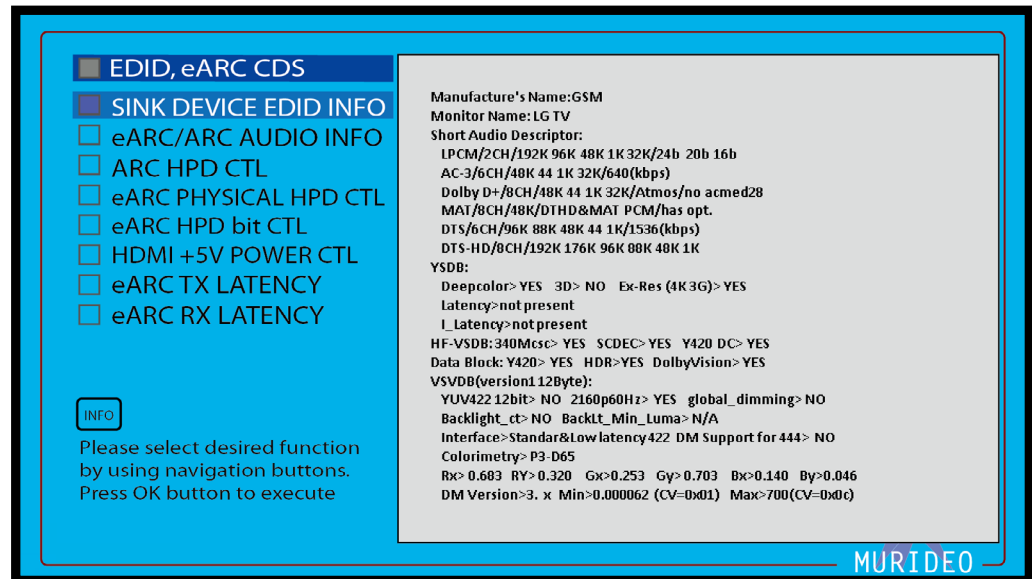 EDID, eARC CDS
SINK DEVICE EDID INFO
eARC/ARC AUDIO INFO
ARC HPD CTL
eARC PHYSICAL HPD CTL
eARC HPD bit CTL
HDMI +5V POWER CTL
eARC TX LATENCY
eARC RX LATENCY
INFO
Please select desired function
by using navigation buttons.
Press OK button to execute
Manufacture's Name:GSM
Monitor Name: LG TV
Short Audio Descriptor:
LPCM/2CH/192K 96K 48K 1K 32K/24b 20b 16b
AC-3/6CH/48K 44 1K 32K/640(kbps)
Dolby D+/8CH/48K 44 1K 32K/Atmos/no acmed28
MAT/8CH/48K/DTHD&MAT PCM/has opt.
DTS/6CH/96K 88K 48K 44 1K/1536(kbps)
DTS-HD/8CH/192K 176K 96K 88K 48K 1K
YSDB:
Deepcolor> YES 3D> NO Ex-Res (4K 3G)> YES
Latency>not present
I_Latency>not present
HF-VSDB: 340Mcsc> YES SCDEC> YES Y420 DC> YES
Data Block: Y420> YES HDR>YES DolbyVision> YES
VSVDB(version1 12Byte):
YUV422 12bit> NO 2160p60Hz> YES global_dimming> NO
Backlight_ct> NO BackLt_Min_Luma> N/A
Interface>Standar&Low latency 422 DM Support for 444> NO
Colorimetry> P3-D65
Rx> 0.683 RY> 0.320 Gx>0.253 Gy> 0.703 Bx>0.140 By>0.046
DM Version>3. x Min>0.000062 (CV=0x01) Max>700(CV=0x0c)
MURIDEO